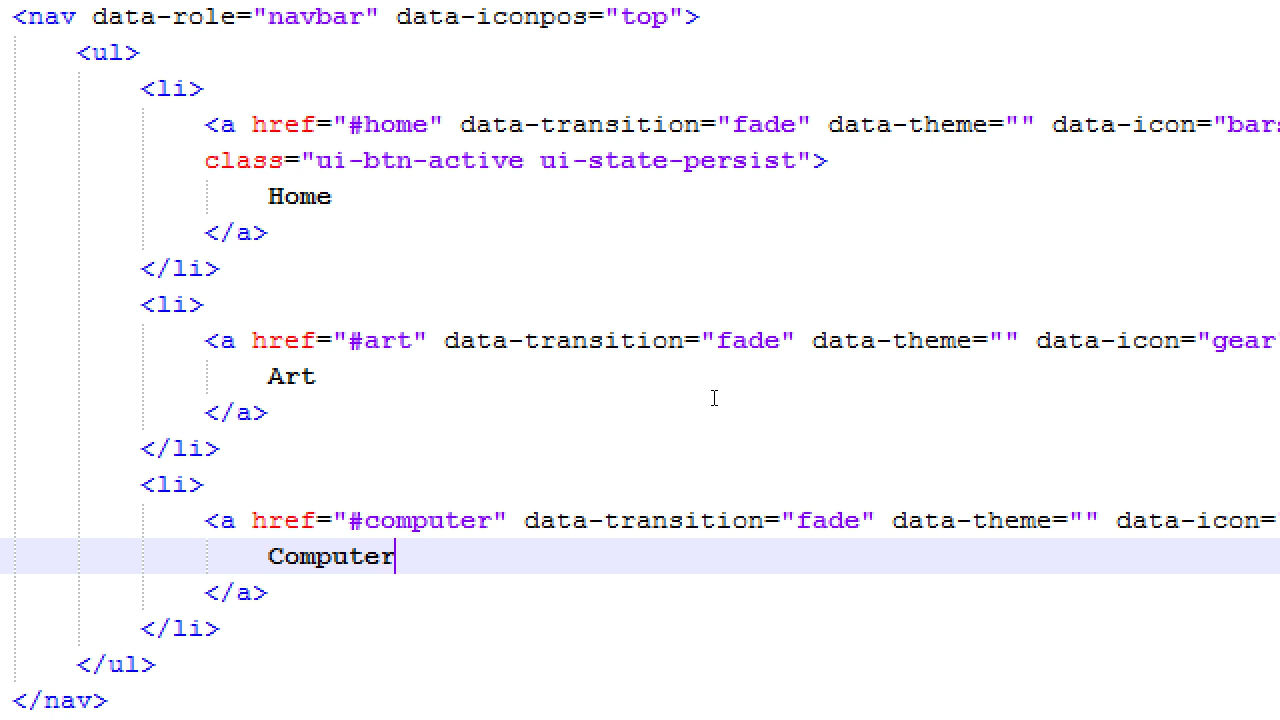 <nav data-role="navbar" data-iconpos="top">
<ul>
<li>
<a href="#home" data-transition="fade" data-theme="" data-icon="bars
class="ui-btn-active ui-state-persist">
Home
</a>
</li>
<li>
<a href="#art" data-transition="fade" data-theme="" data-icon="gear"
Art
</a>
</li>
<li>
<a href="#computer" data-transition="fade" data-theme="" data-icon="
Computer
</a>
</li>
</ul>
</nav>